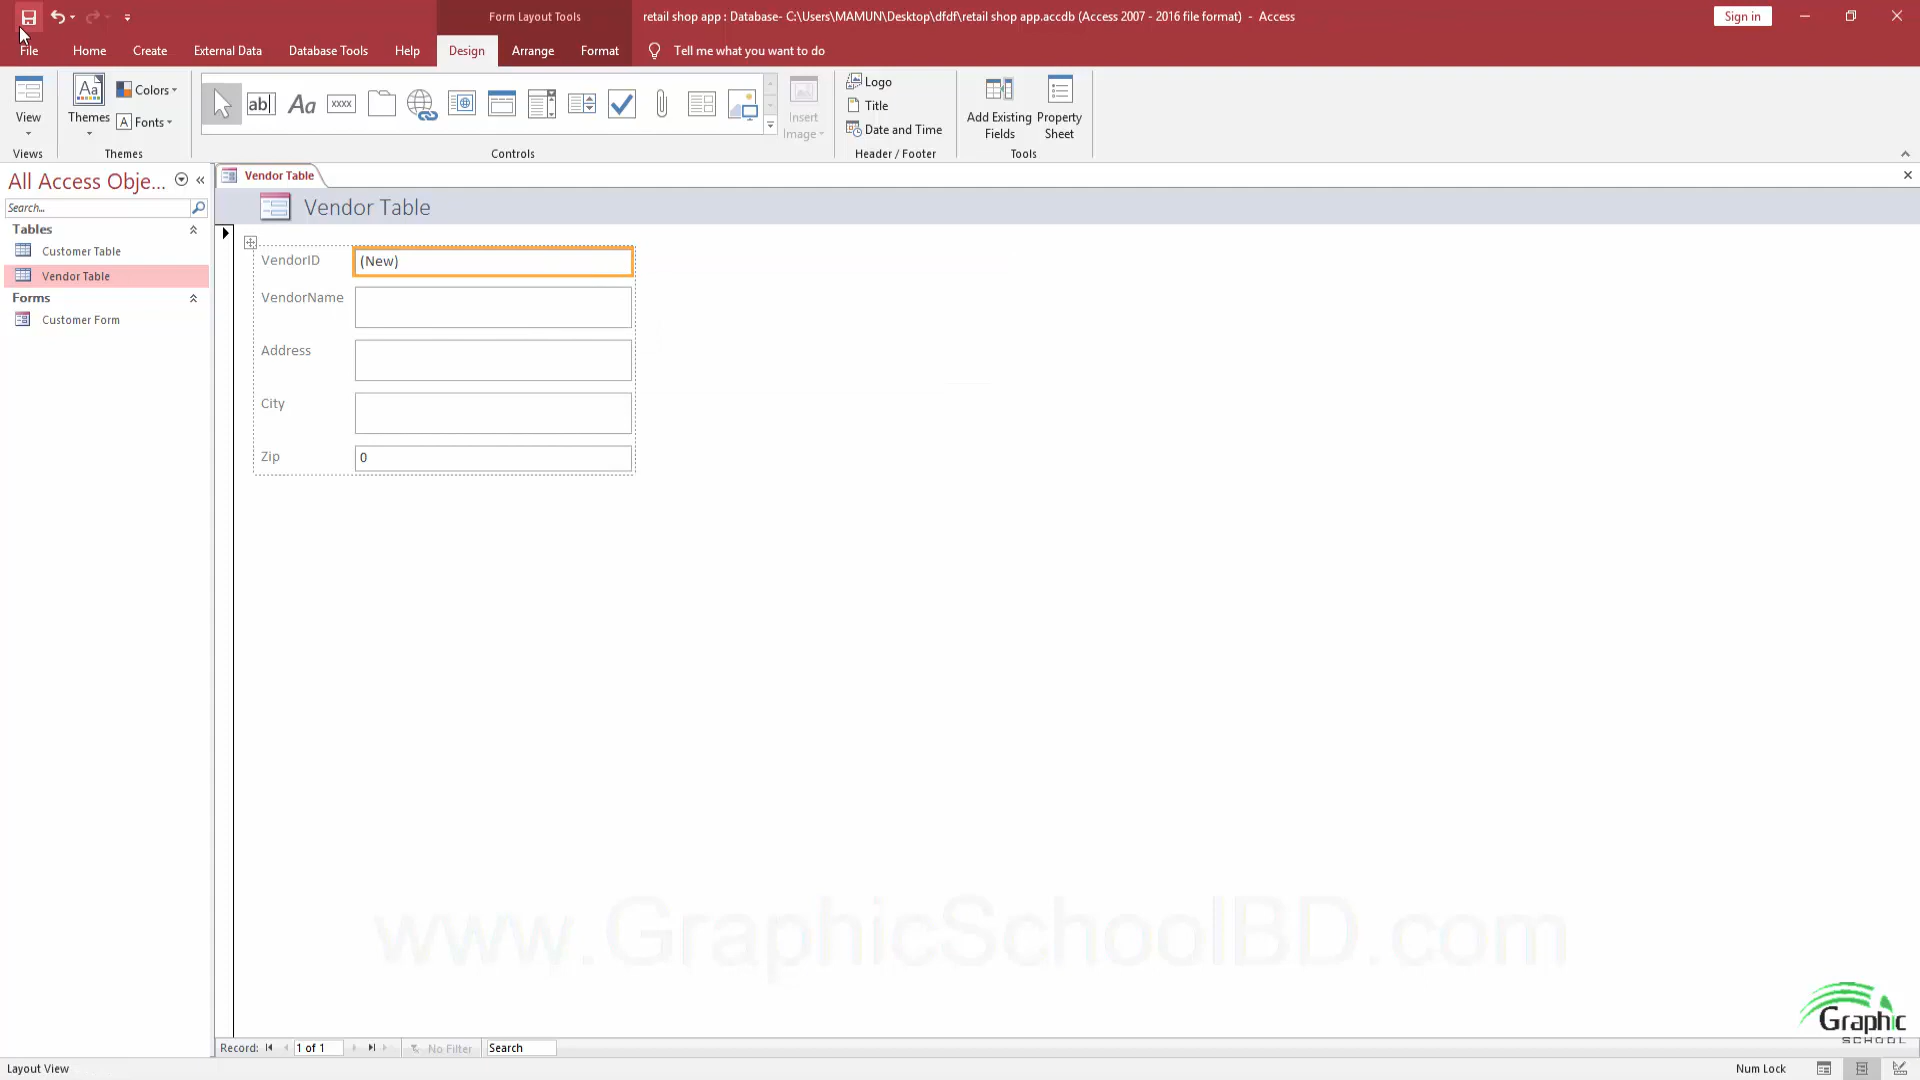 Form Layout Tools
retail shop app : Database- C:\Users\MAMUN\Desktop\dfdf\retail shop app.accdb (Access 2007 - 2016 file format) - Access
Sign in
File
Home
Create
External Data
Database Tools
Help
Design
Arrange
Format
Tell me what you want to do
View
Themes
Colors
Fonts
ab
Aa
xxxx
Insert
Image
Logo
Title
Date and Time
Add Existing
Fields
Property
Sheet
Views
Themes
Controls
Header / Footer
Tools
All Access Obje...
Search...
Tables
Customer Table
Vendor Table
Forms
Customer Form
Vendor Table
Vendor Table
VendorID
(New)
VendorName
Address
City
Zip
0
www.GraphicSchoolBD.com
Graphic
SCHOOL
Record:
1 of 1
No Filter
Search
Layout View
Num Lock